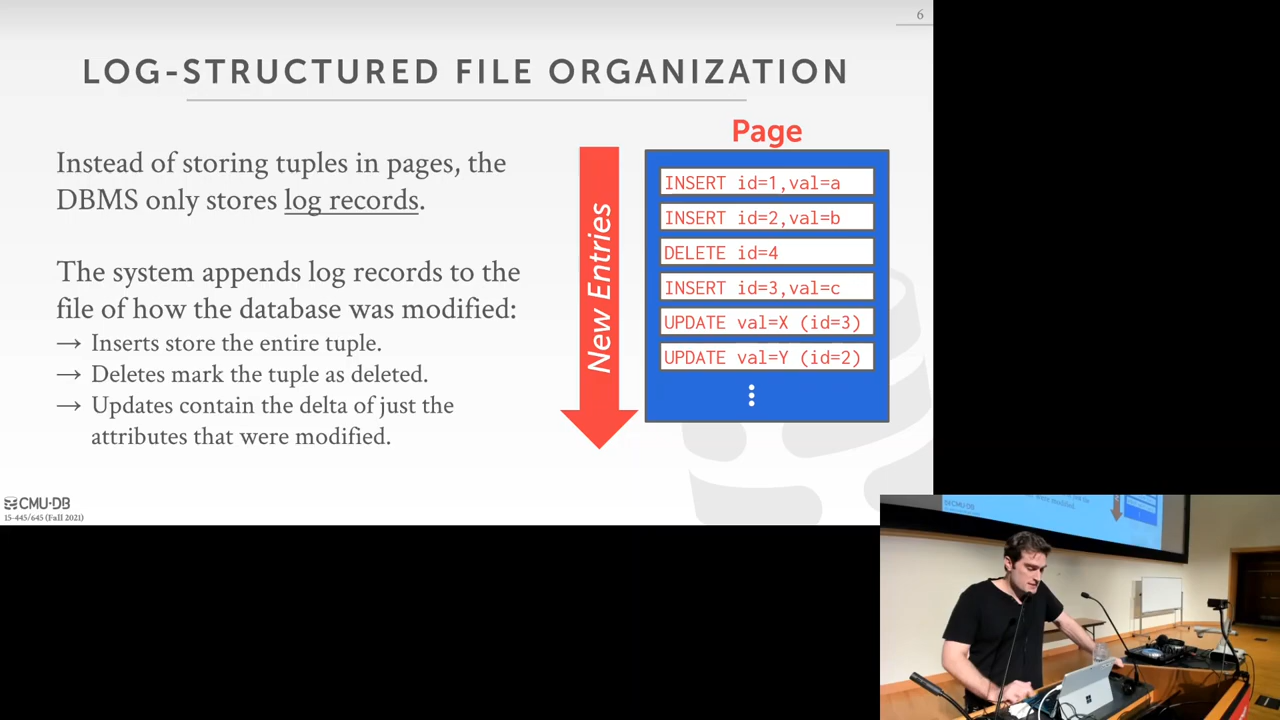 6
LOG-STRUCTURED FILE ORGANIZATION
Instead of storing tuples in pages, the
DBMS only stores log records.
The system appends log records to the
file of how the database was modified:
→ Inserts store the entire tuple.
→ Deletes mark the tuple as deleted.
→ Updates contain the delta of just the
attributes that were modified.
New Entries
Page
INSERT id=1,val=a
INSERT id=2,val=b
DELETE id=4
INSERT id=3,val=c
UPDATE val=X (id=3)
UPDATE val=Y (id=2)
CMU·DB
15-445/645 (Fall 2021)